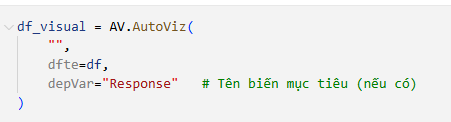 df_visual = AV.AutoViz(
    "",
    dfte=df,
    depVar="Response"   # Tên biến mục tiêu (nếu có)
)